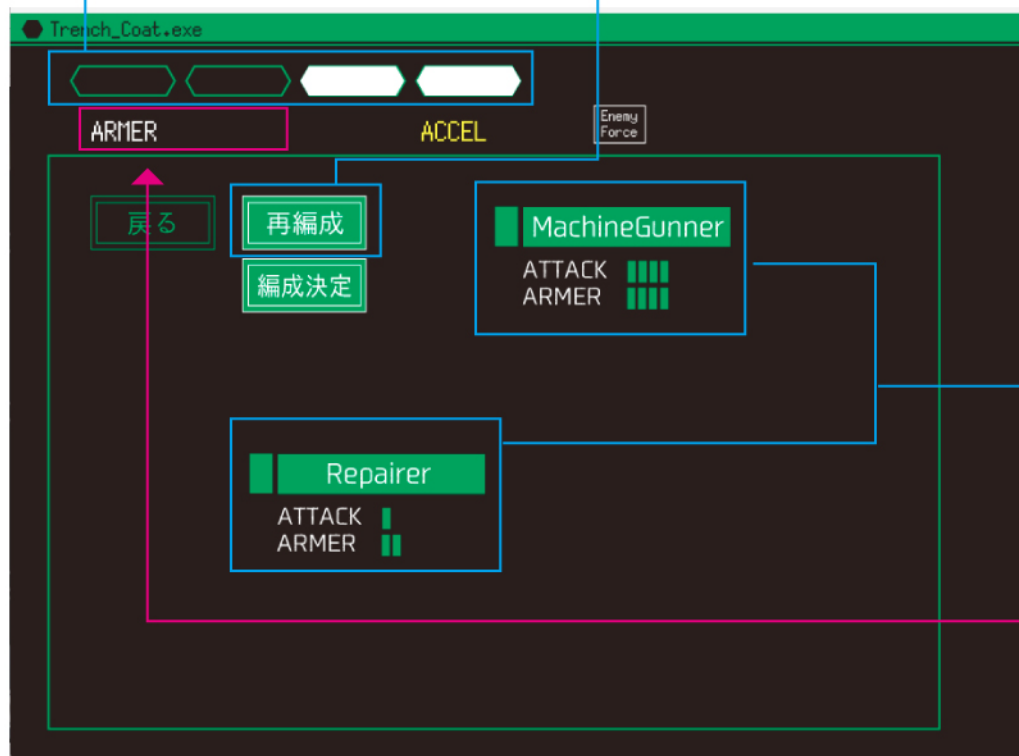 Trench_Coat.exe
ARMER
ACCEL
Enemy
Force
戻る
再編成
編成決定
MachineGunner
ATTACK
ARMER
Repairer
ATTACK
ARMER